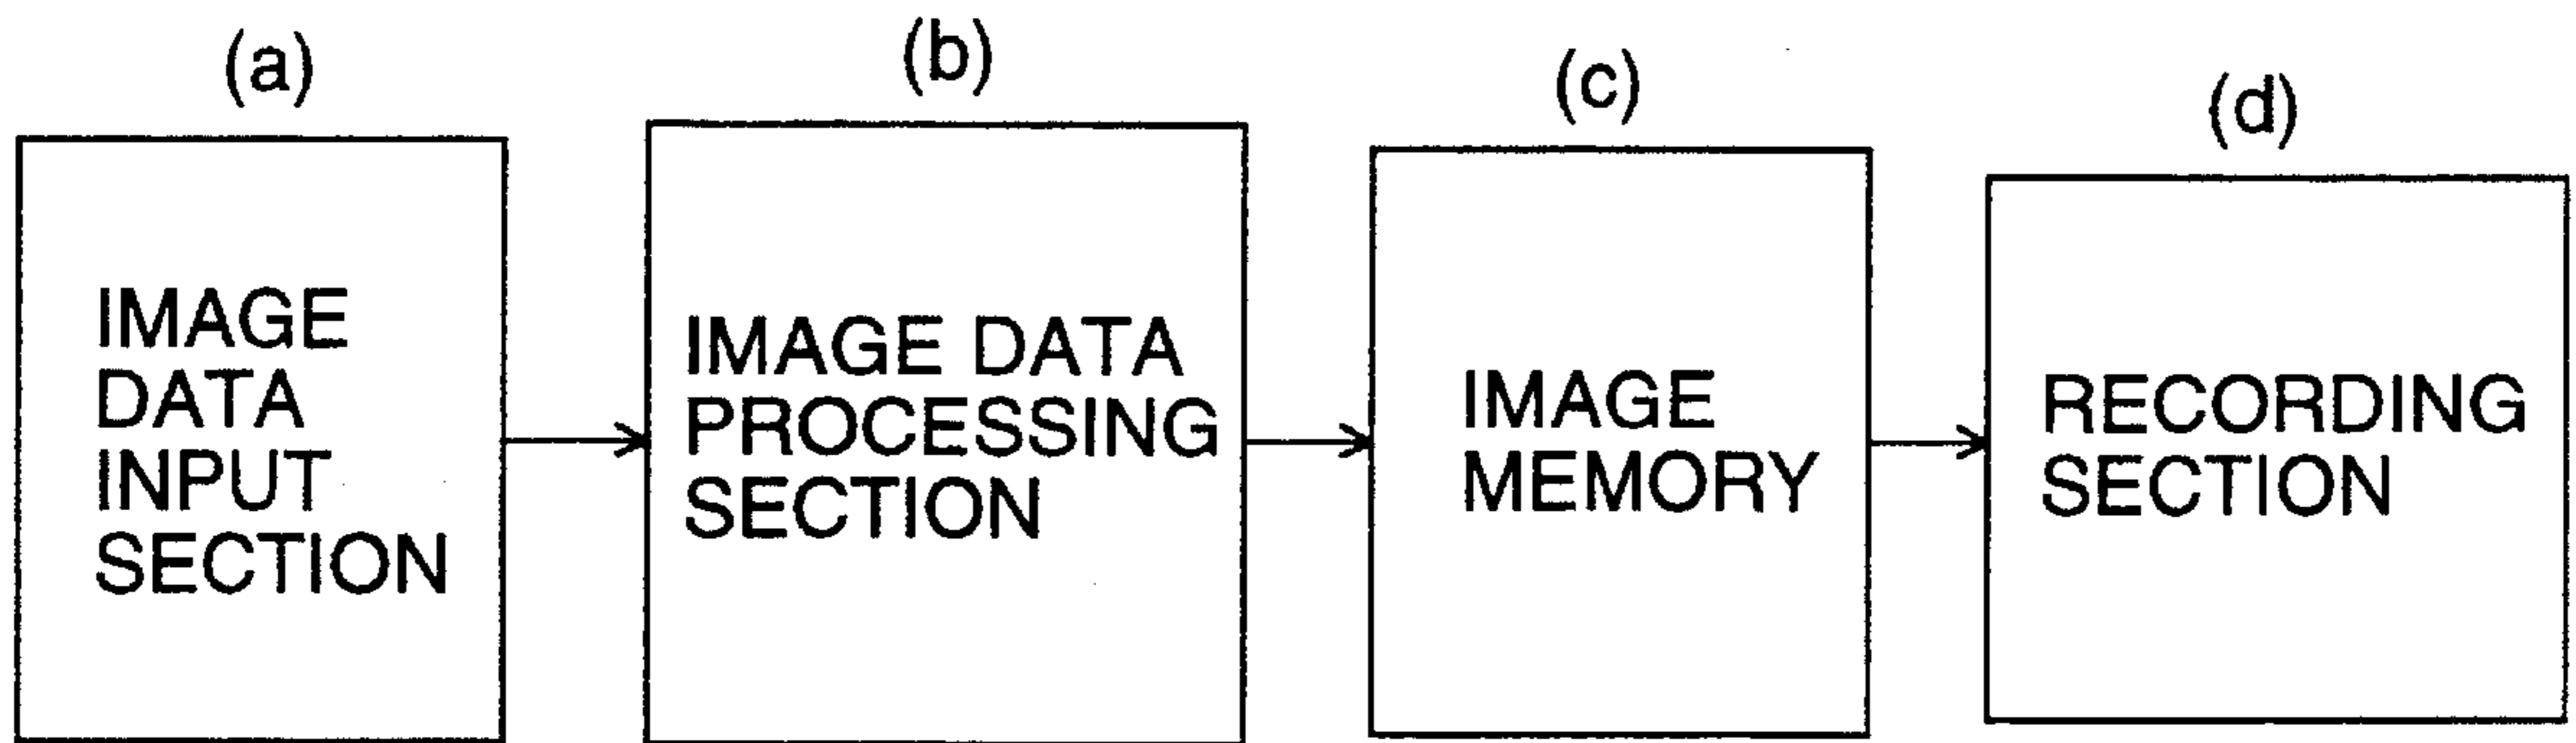 (a)
IMAGE
DATA
INPUT
SECTION
(b)
IMAGE DATA
PROCESSING
SECTION
(c)
IMAGE
MEMORY
(d)
RECORDING
SECTION